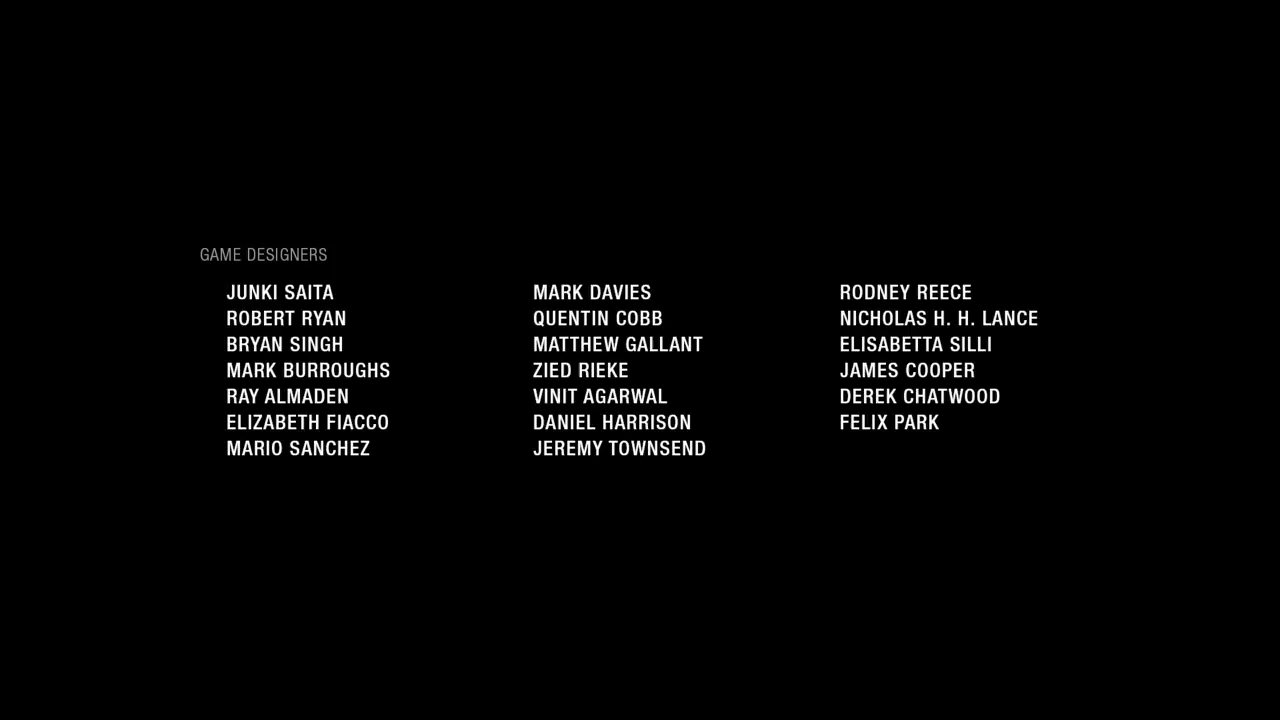 GAME DESIGNERS
JUNKI SAITA
ROBERT RYAN
BRYAN SINGH
MARK BURROUGHS
RAY ALMADEN
ELIZABETH FIACCO
MARIO SANCHEZ
MARK DAVIES
QUENTIN COBB
MATTHEW GALLANT
ZIED RIEKE
VINIT AGARWAL
DANIEL HARRISON
JEREMY TOWNSEND
RODNEY REECE
NICHOLAS H. H. LANCE
ELISABETTA SILLI
JAMES COOPER
DEREK CHATWOOD
FELIX PARK